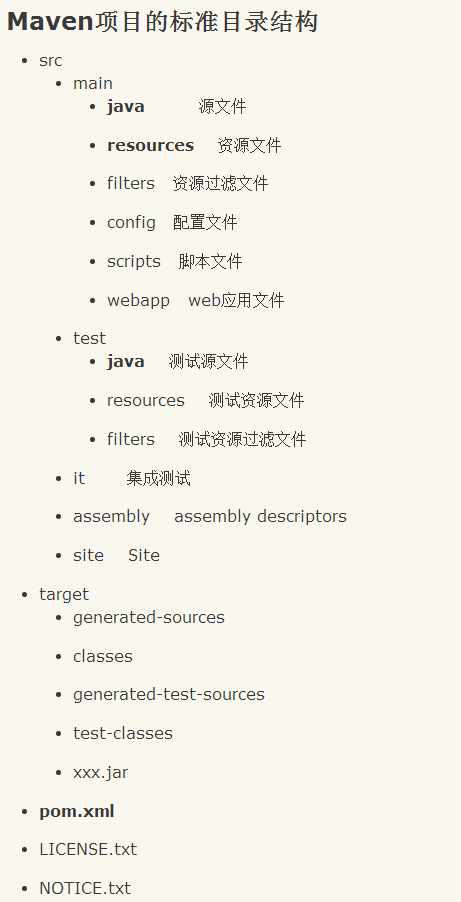 Maven项目的标准目录结构
src
main
java 源文件
resources 资源文件
filters 资源过滤文件
config 配置文件
scripts 脚本文件
webapp web应用文件
test
java 测试源文件
resources 测试资源文件
filters 测试资源过滤文件
it 集成测试
assembly assembly descriptors
site Site
target
generated-sources
classes
generated-test-sources
test-classes
xxx.jar
pom.xml
LICENSE.txt
NOTICE.txt